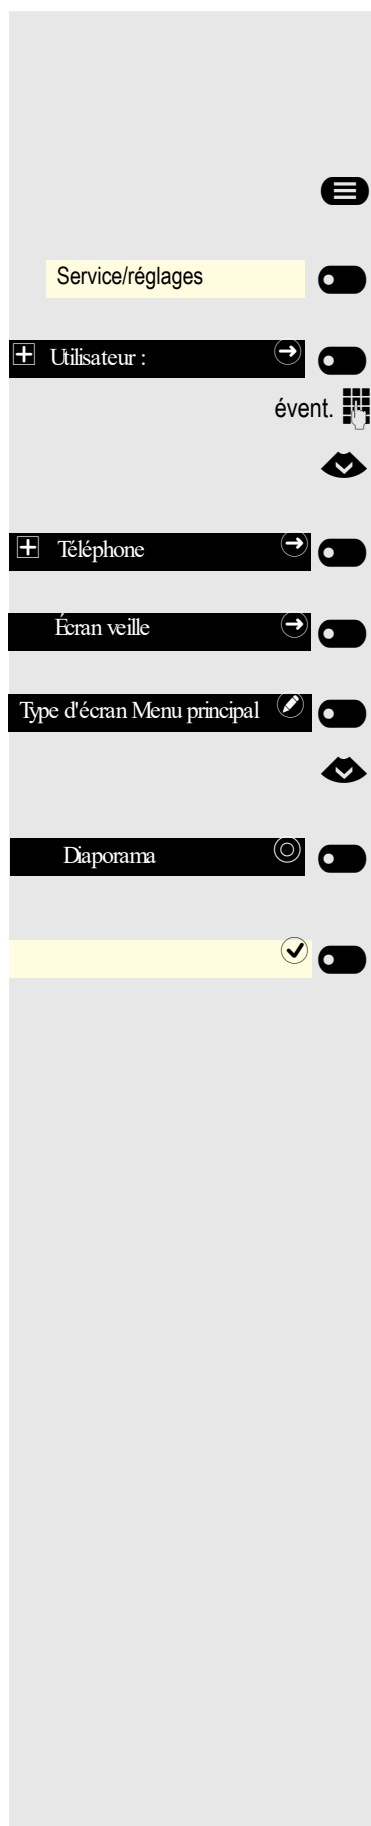 Service/réglages
Utilisateur :
évent.
Téléphone
Écran veille
Type d'écran Menu principal
Diaporama